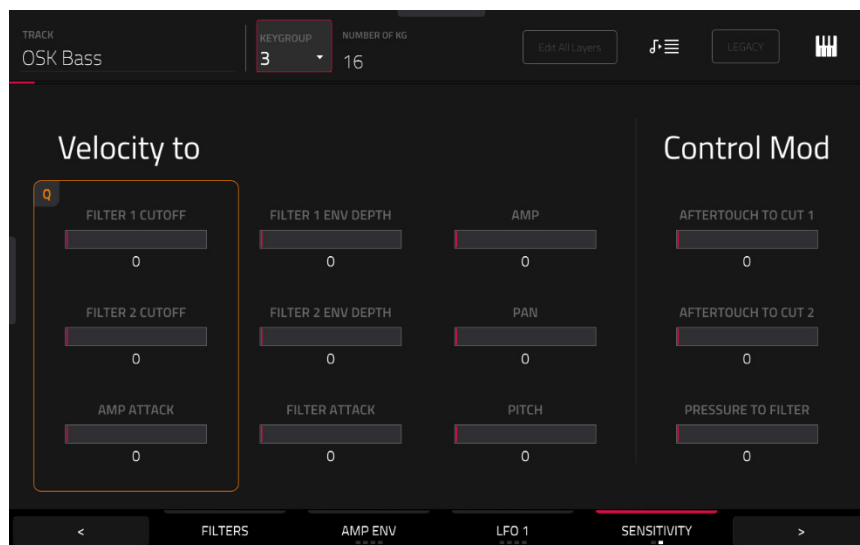 TRACK
OSK Bass
KEYGROUP
3
NUMBER OF KG
16
Edit All Layers
LEGACY
Velocity to
Control Mod
Q
FILTER 1 CUTOFF
0
FILTER 1 ENV DEPTH
0
AMP
0
AFTERTOUCH TO CUT 1
0
FILTER 2 CUTOFF
0
FILTER 2 ENV DEPTH
0
PAN
0
AFTERTOUCH TO CUT 2
0
AMP ATTACK
0
FILTER ATTACK
0
PITCH
0
PRESSURE TO FILTER
0
<
FILTERS
AMP ENV
LFO 1
SENSITIVITY
>